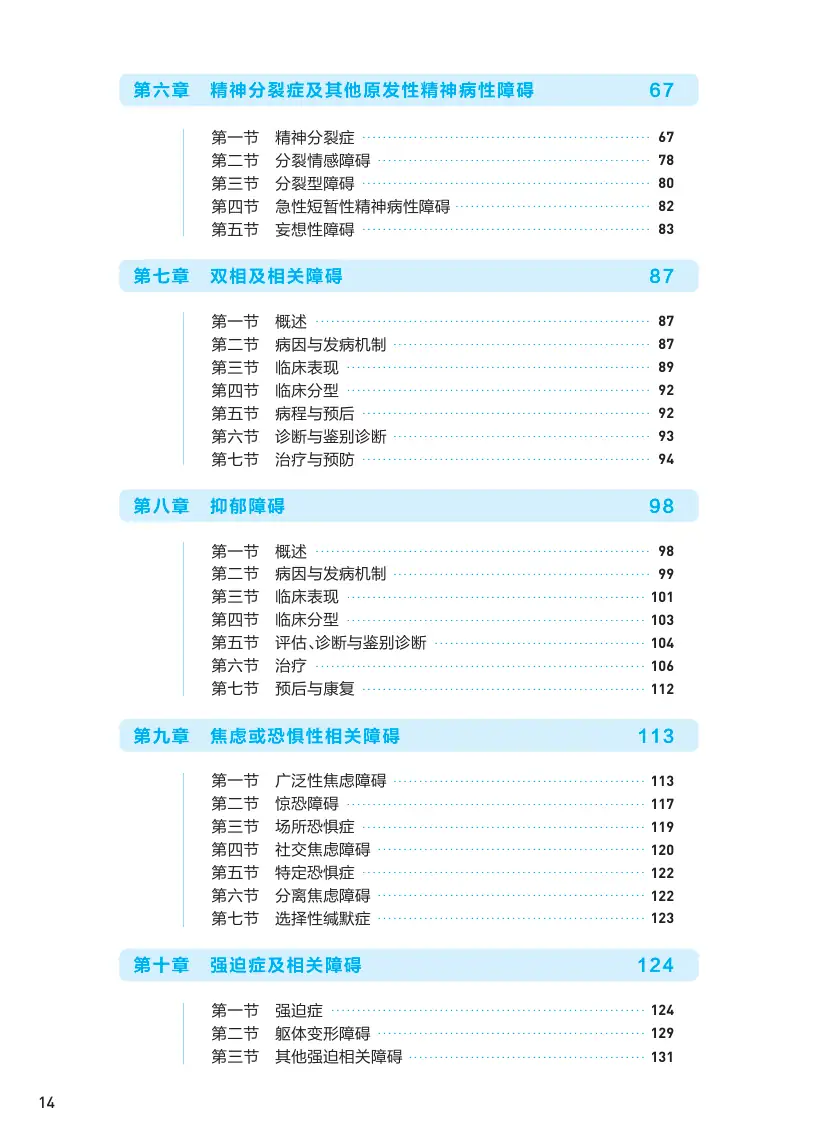 第六章 精神分裂症及其他原发性精神病性障碍 67
第一节 精神分裂症 67
第二节 分裂情感障碍 78
第三节 分裂型障碍 80
第四节 急性短暂性精神病性障碍 82
第五节 妄想性障碍 83
第七章 双相及相关障碍 87
第一节 概述 87
第二节 病因与发病机制 87
第三节 临床表现 89
第四节 临床分型 92
第五节 病程与预后 92
第六节 诊断与鉴别诊断 93
第七节 治疗与预防 94
第八章 抑郁障碍 98
第一节 概述 98
第二节 病因与发病机制 99
第三节 临床表现 101
第四节 临床分型 103
第五节 评估、诊断与鉴别诊断 104
第六节 治疗 106
第七节 预后与康复 112
第九章 焦虑或恐惧性相关障碍 113
第一节 广泛性焦虑障碍 113
第二节 惊恐障碍 117
第三节 场所恐惧症 119
第四节 社交焦虑障碍 120
第五节 特定恐惧症 122
第六节 分离焦虑障碍 122
第七节 选择性缄默症 123
第十章 强迫症及相关障碍 124
第一节 强迫症 124
第二节 躯体变形障碍 129
第三节 其他强迫相关障碍 131
14